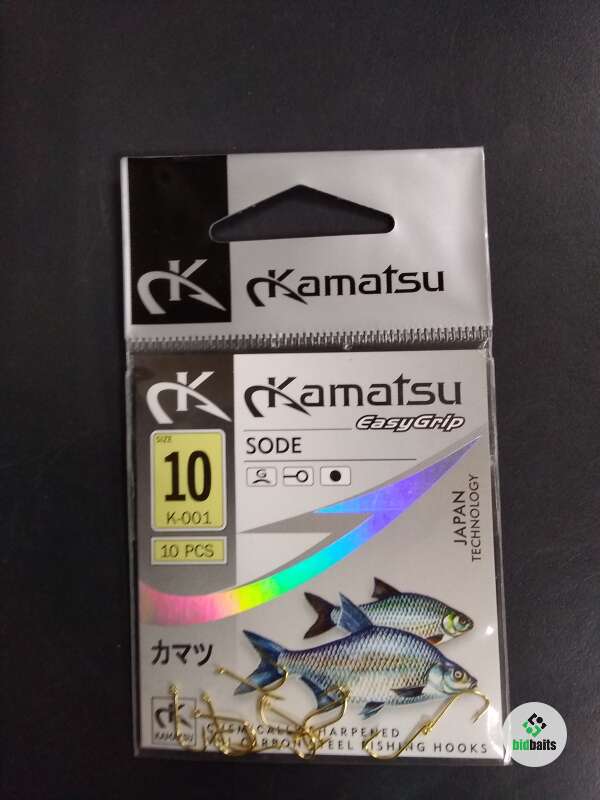 Kamatsu
Kamatsu
EasyGrip
SIZE
10
K-001
10 PCS
SODE
JAPAN
TECHNOLOGY
カマツ
KAMATSU
CHEMICALLY SHARPENED
CARBON STEEL FISHING HOOKS
bidbaits